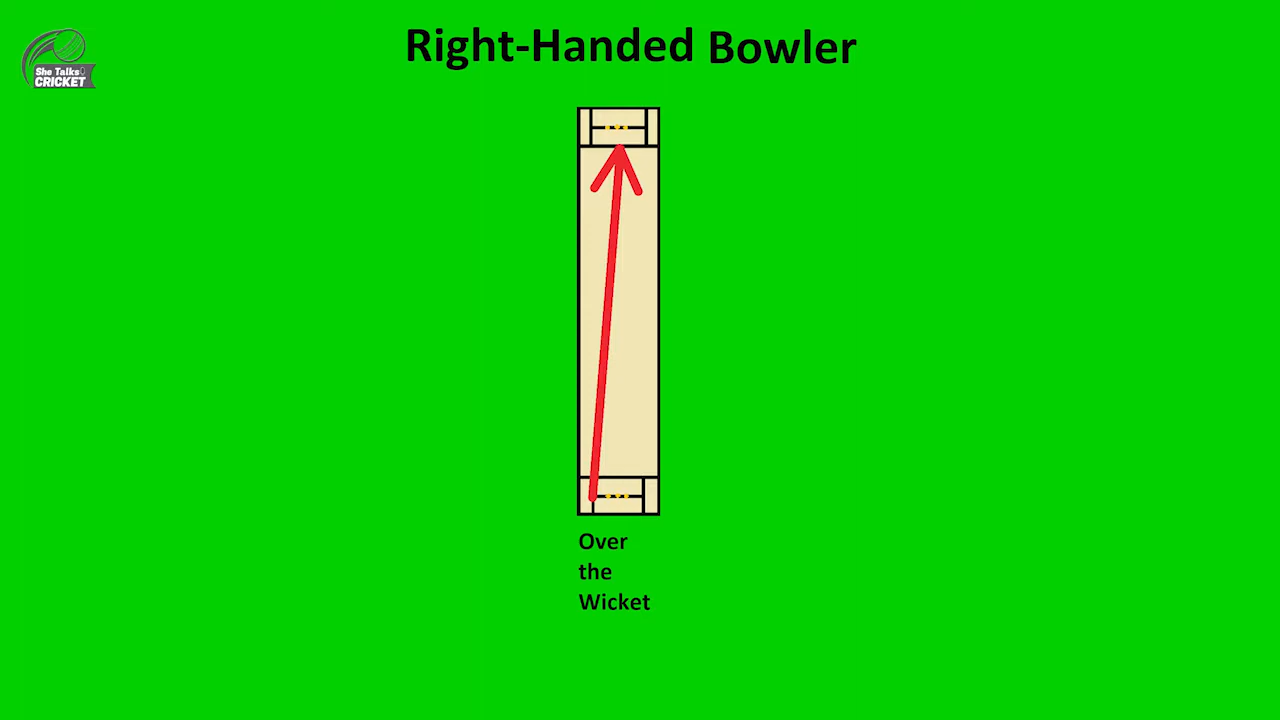 Right-Handed Bowler
She Talks
CRICKET
Over
the
Wicket